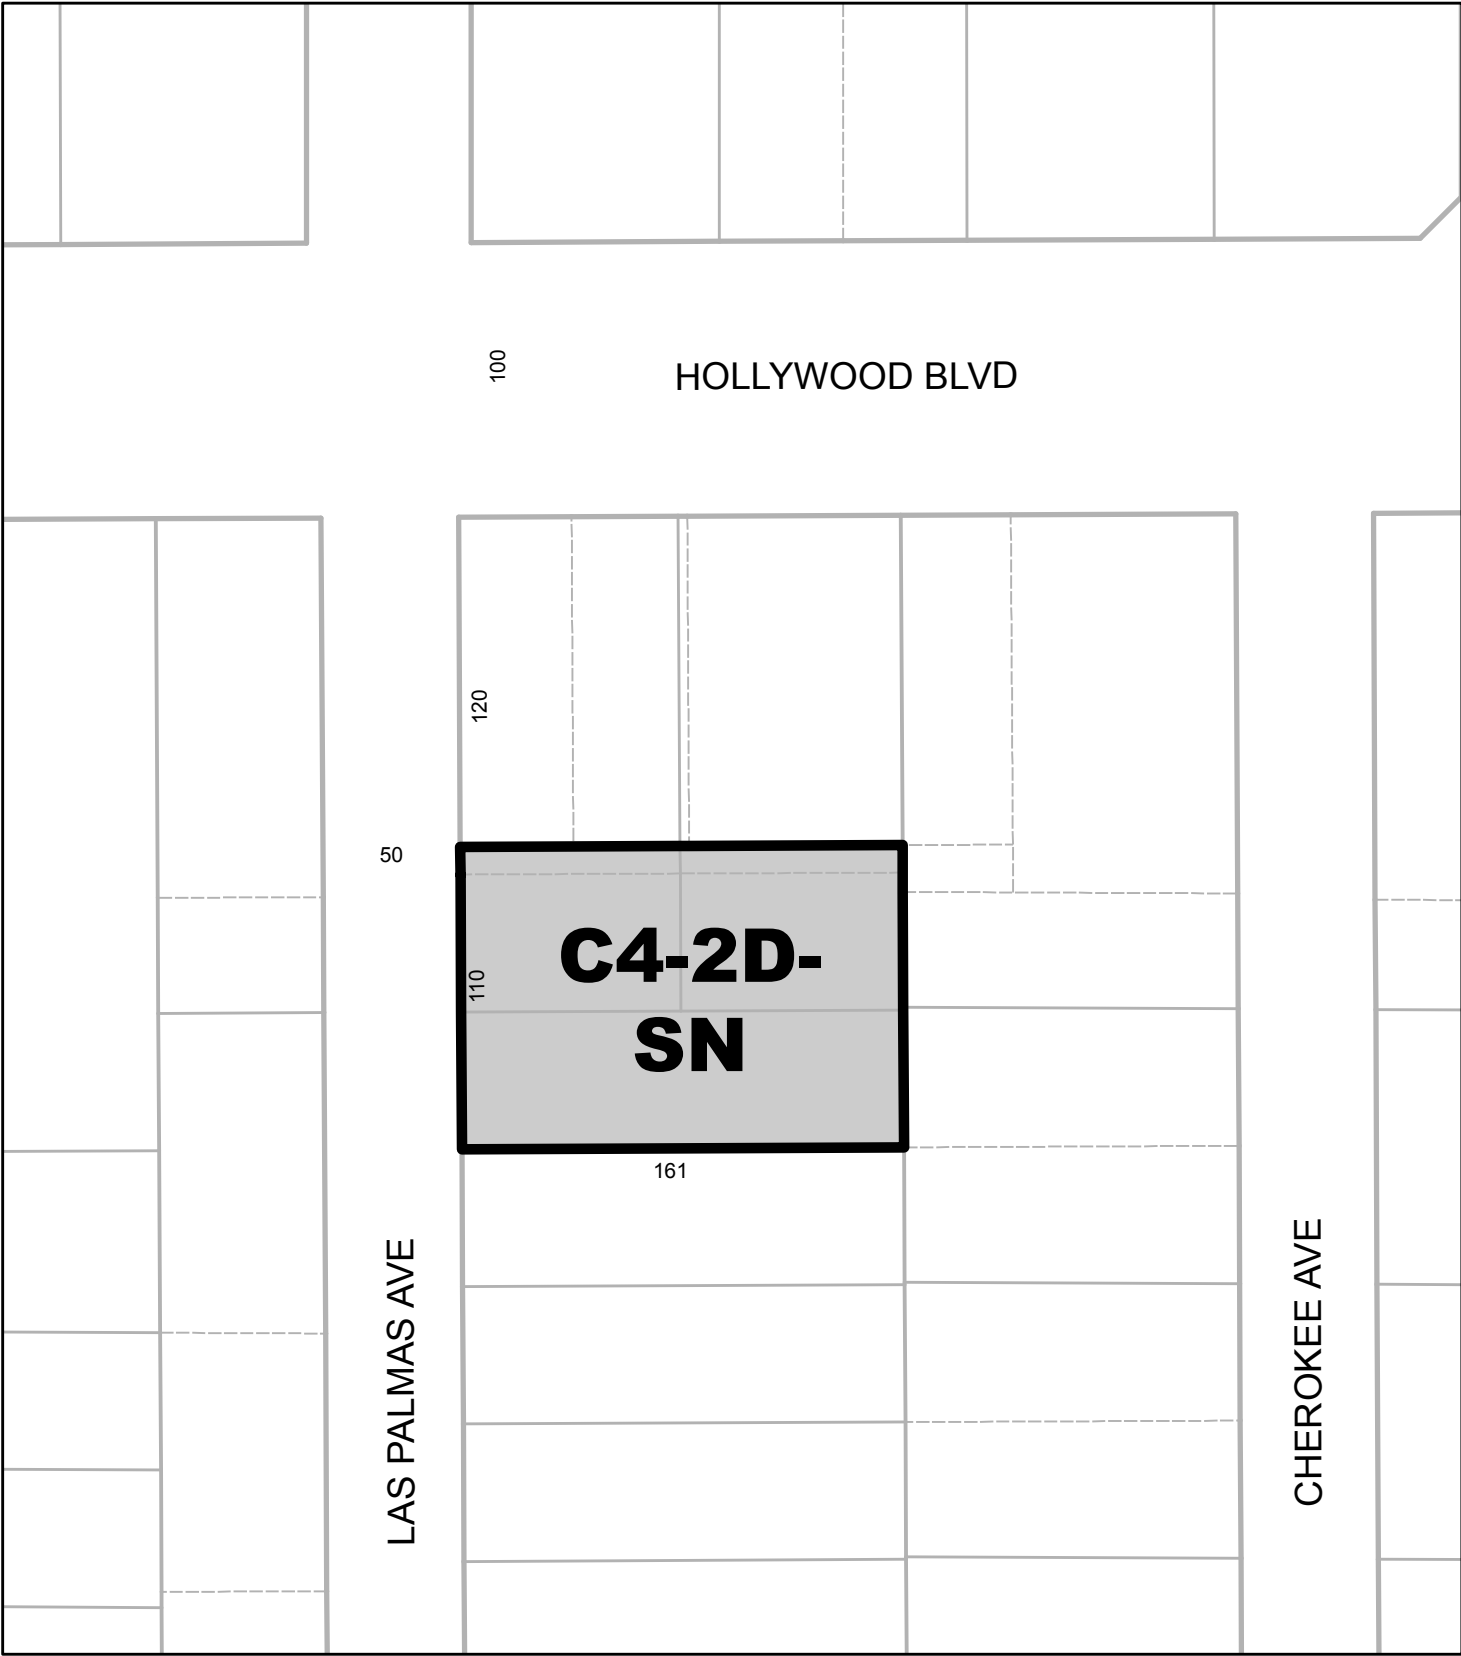 100
HOLLYWOOD BLVD
120
50
C4-2D-
SN
110
161
LAS PALMAS AVE
CHEROKEE AVE